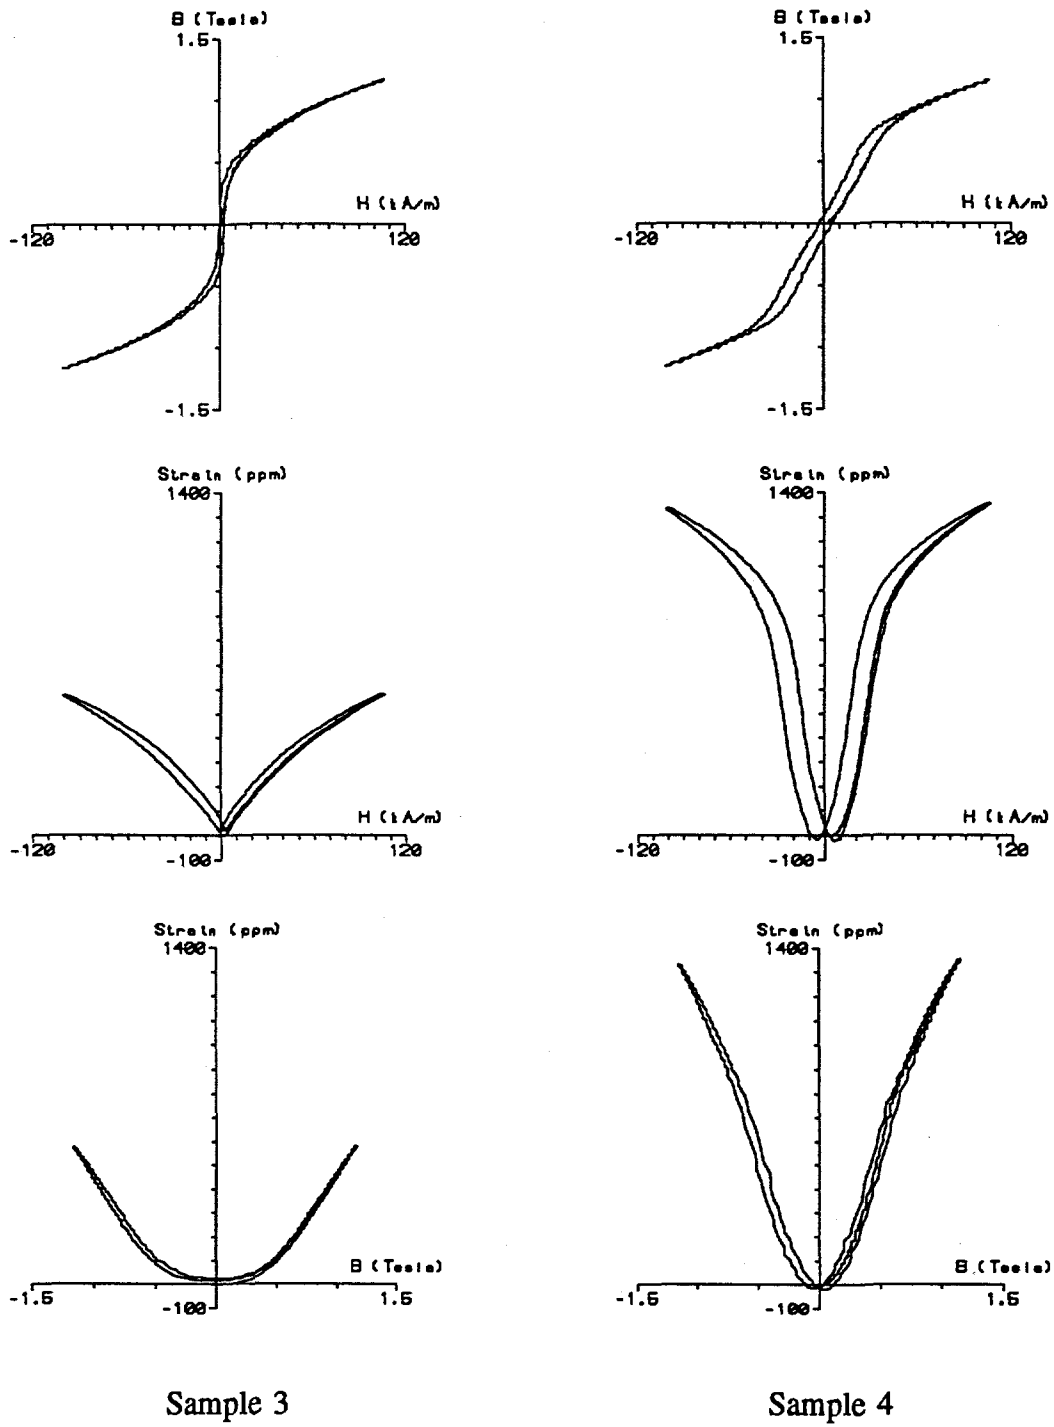 B (Tesla)
1.5
H (kA/m)
-120
120
-1.5
B (Tesla)
1.5
H (kA/m)
-120
120
-1.5
Strain (ppm)
1400
H (kA/m)
-120
120
-100
Strain (ppm)
1400
H (kA/m)
-120
120
-100
Strain (ppm)
1400
B (Tesla)
-1.5
1.5
-100
Strain (ppm)
1400
B (Tesla)
-1.5
1.5
-100
Sample 3
Sample 4